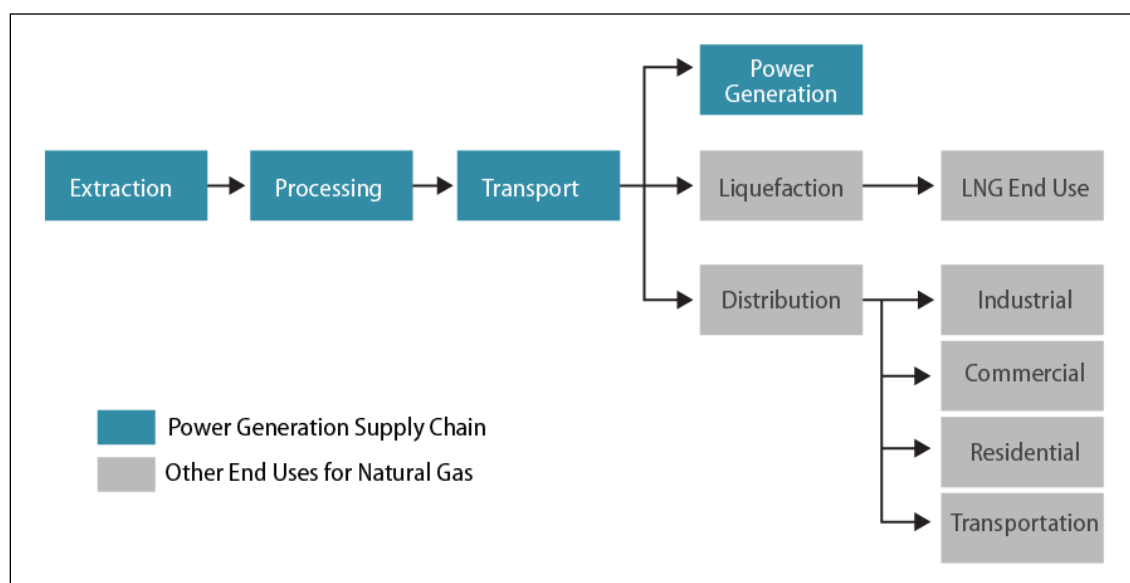 Power
Generation
Extraction
Processing
Transport
Liquefaction
LNG End Use
Distribution
Industrial
Commercial
Residential
Transportation
Power Generation Supply Chain
Other End Uses for Natural Gas